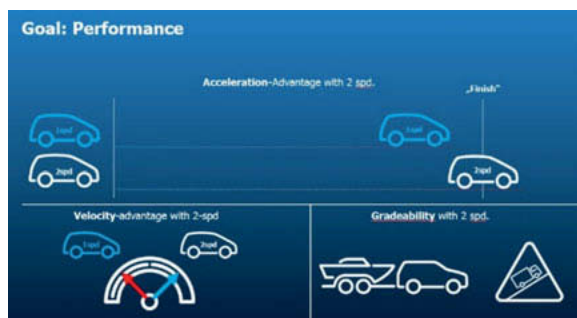 Goal: Performance
Acceleration-Advantage with 2 spd.
„Finish"
1spd
1spd
2spd
2spd
Velocity-advantage with 2-spd
Gradeability with 2 spd.
1spd
2spd